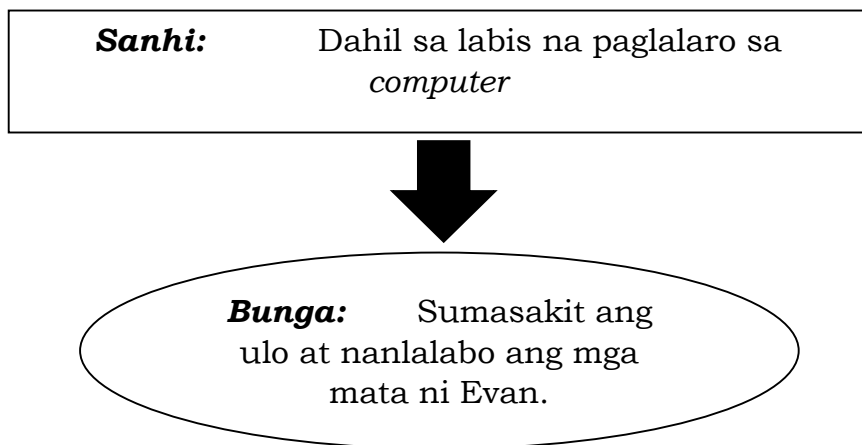 Sanhi: Dahil sa labis na paglalaro sa
computer
Bunga: Sumasakit ang
ulo at nanlalabo ang mga
mata ni Evan.